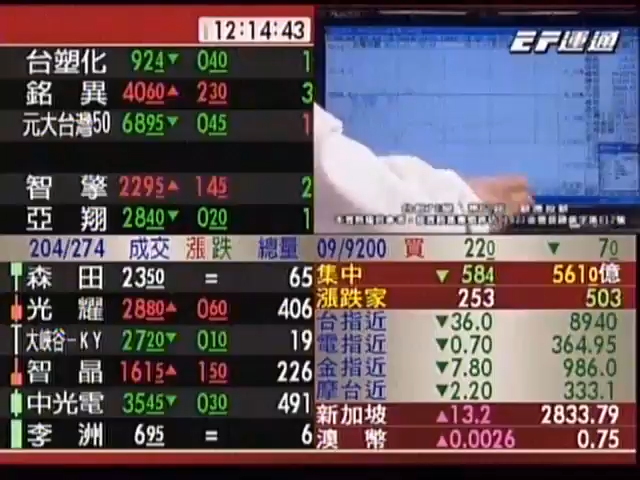 12:14:43
EF速通
台塑化 924▼ 040 1
銘異 4060▲ 230 3
元大台灣50 6895▼ 045 1
智擎 2295▲ 145 2
亞翔 2840▼ 020 1
204/274 成交 漲跌 總量
森田 2350 = 65
光耀 2880▲ 060 406
大峽谷-KY 2720▼ 010 19
智晶 1615▲ 150 226
中光電 3545▼ 030 491
李洲 695 = 6
09/9200 買 220 ▼ 70
集中 ▼ 584 5610億
漲跌家 253 503
台指近 ▼36.0 8940
電指近 ▼0.70 364.95
金指近 ▼7.80 986.0
摩台近 ▼2.20 333.1
新加坡 ▲13.2 2833.79
澳幣 ▲0.0026 0.75